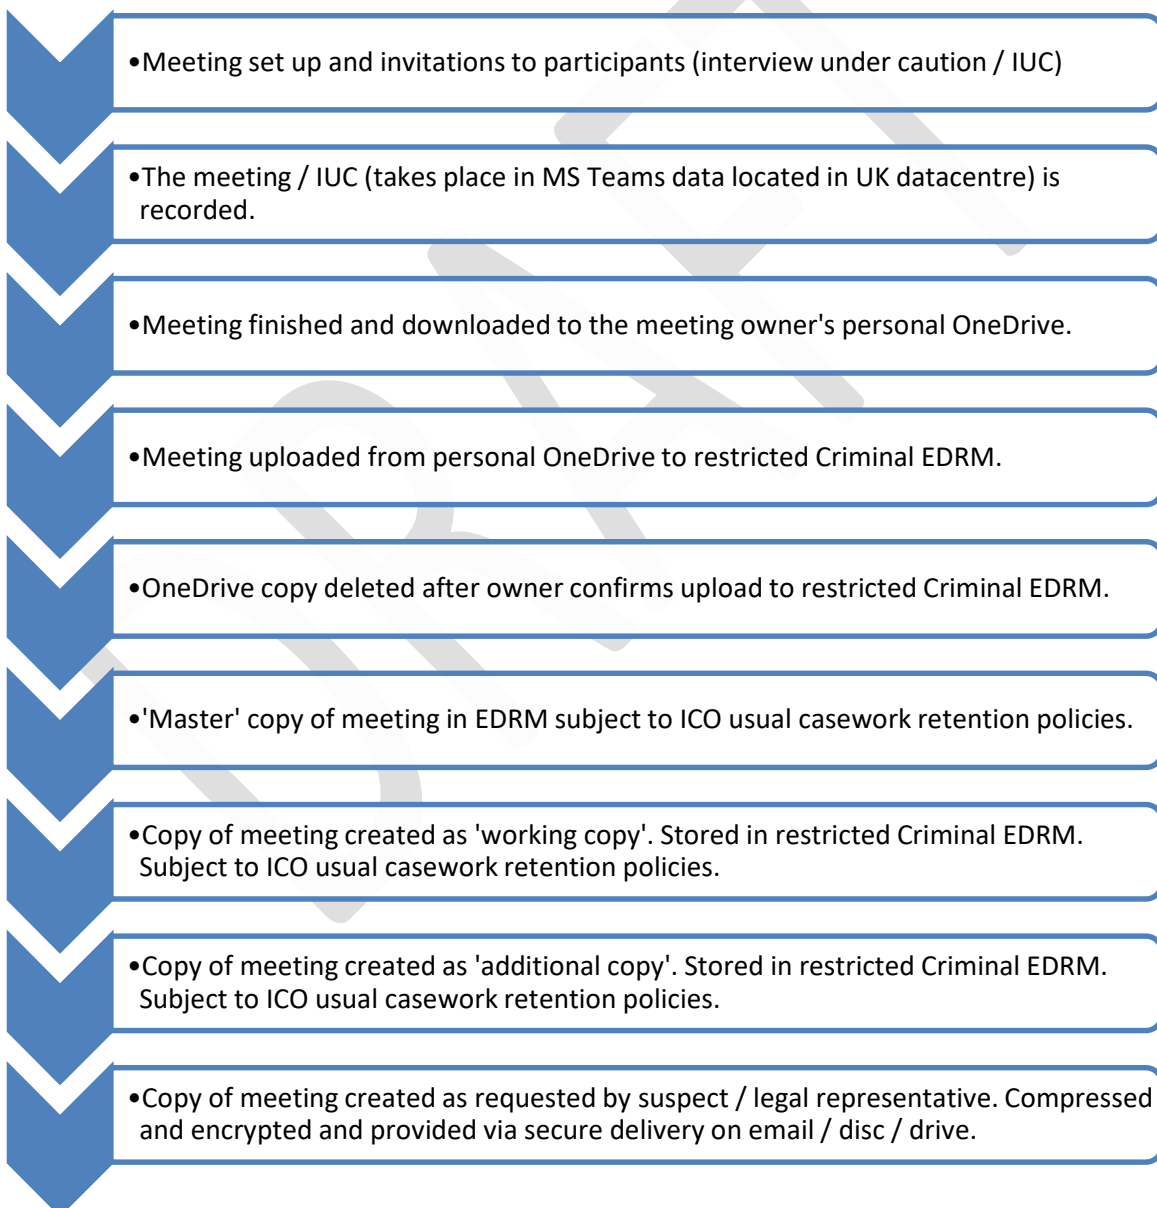 •Meeting set up and invitations to participants (interview under caution / IUC)
•The meeting / IUC (takes place in MS Teams data located in UK datacentre) is
recorded.
•Meeting finished and downloaded to the meeting owner's personal OneDrive.
•Meeting uploaded from personal OneDrive to restricted Criminal EDRM.
•OneDrive copy deleted after owner confirms upload to restricted Criminal EDRM.
•'Master' copy of meeting in EDRM subject to ICO usual casework retention policies.
•Copy of meeting created as 'working copy'. Stored in restricted Criminal EDRM.
Subject to ICO usual casework retention policies.
•Copy of meeting created as 'additional copy'. Stored in restricted Criminal EDRM.
Subject to ICO usual casework retention policies.
•Copy of meeting created as requested by suspect / legal representative. Compressed
and encrypted and provided via secure delivery on email / disc / drive.
DRAFT